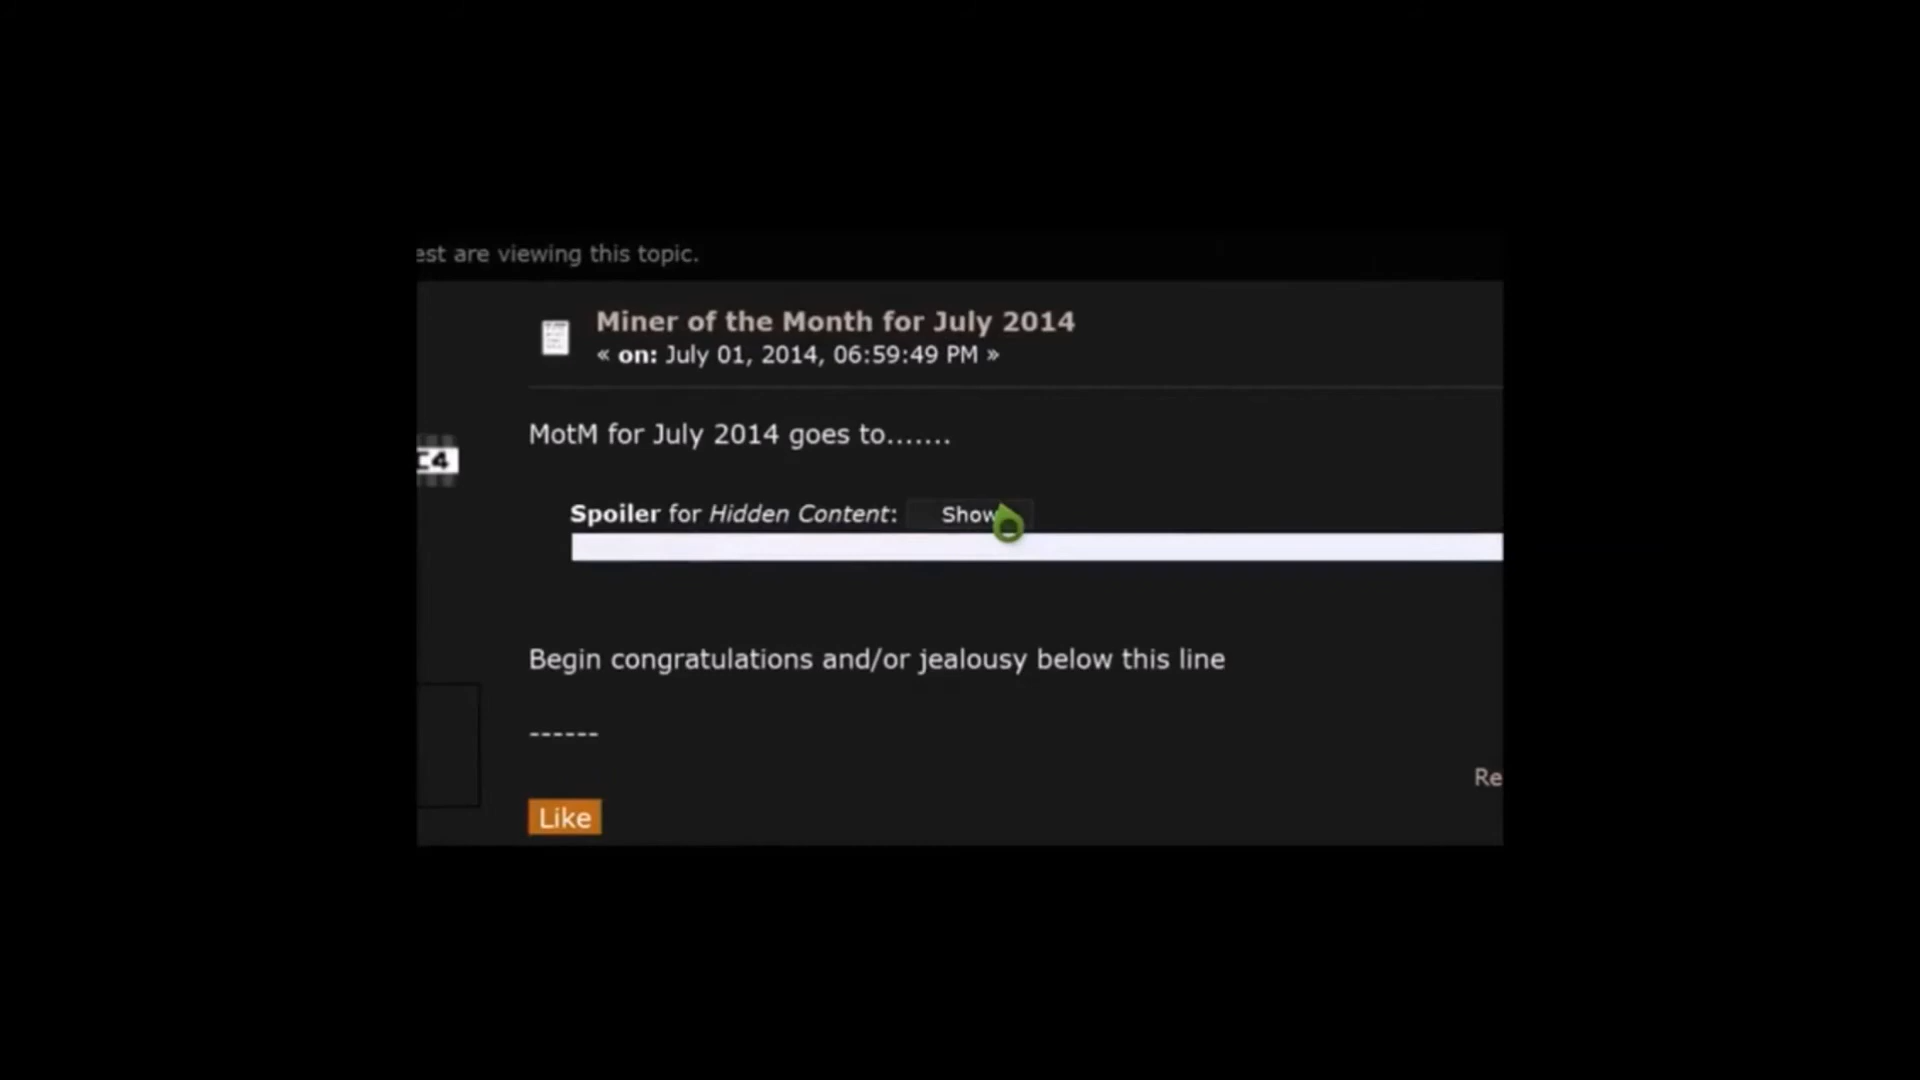 est are viewing this topic.
Miner of the Month for July 2014
« on: July 01, 2014, 06:59:49 PM »
MotM for July 2014 goes to.......
C4
Spoiler for Hidden Content: Show
Begin congratulations and/or jealousy below this line
------
Re
Like